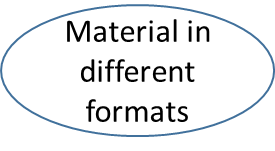 Material in
different
formats